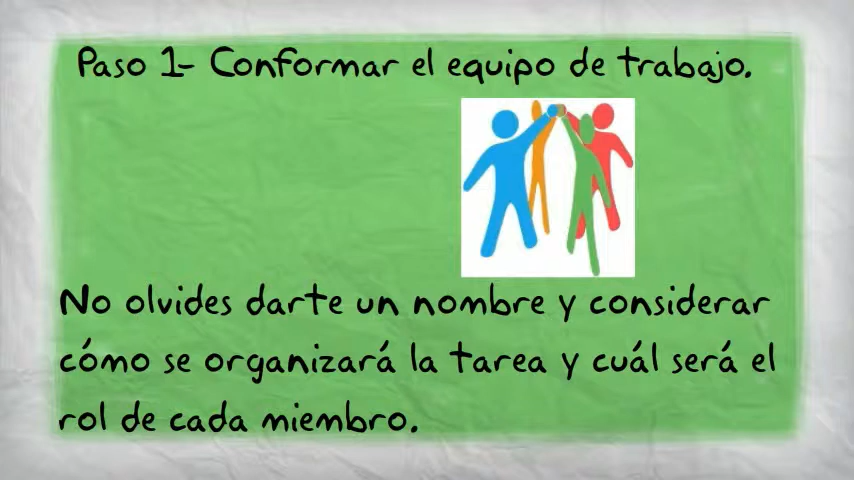 Paso 1- Conformar el equipo de trabajo.
No olvides darte un nombre y considerar
cómo se organizará la tarea y cuál será el
rol de cada miembro.